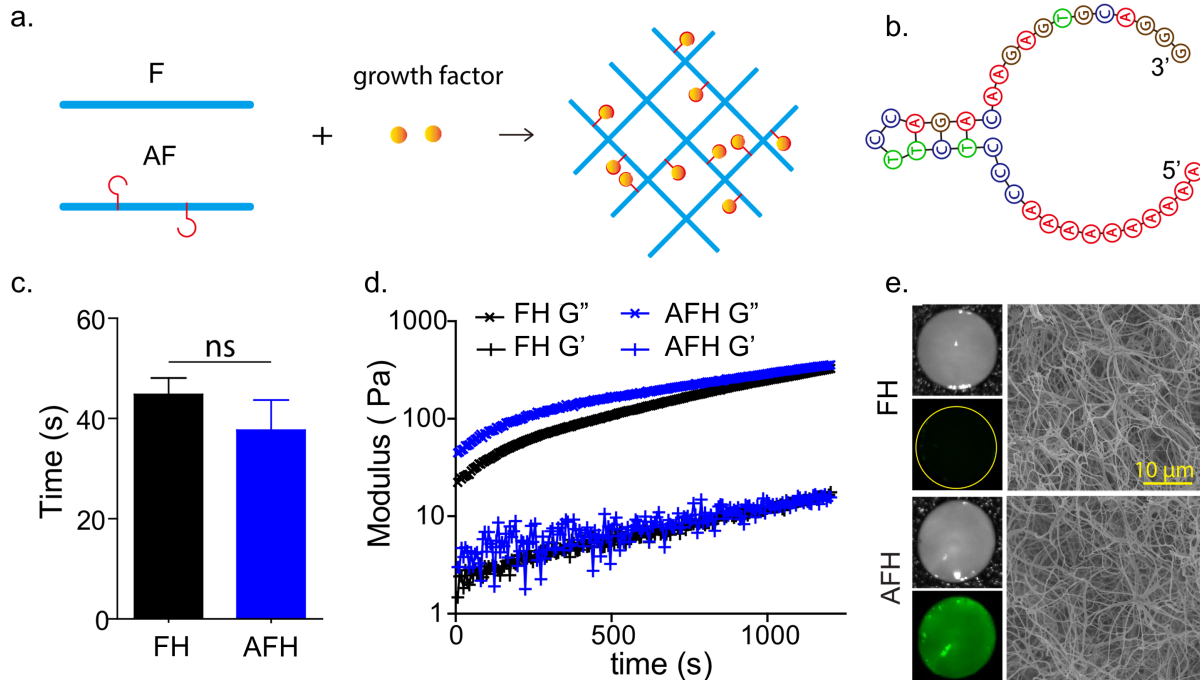 a.
F
AF
+
growth factor
b.
C C A G A C A A G A G T G C A G G G
3’
T T C T C C C A A A A A A A A A A
5’
c.
Time (s)
60
40
20
0
ns
FH
AFH
d.
Modulus ( Pa)
1000
100
10
1
FH G”
AFH G”
FH G’
AFH G’
0
500
1000
time (s)
e.
FH
10 µm
AFH